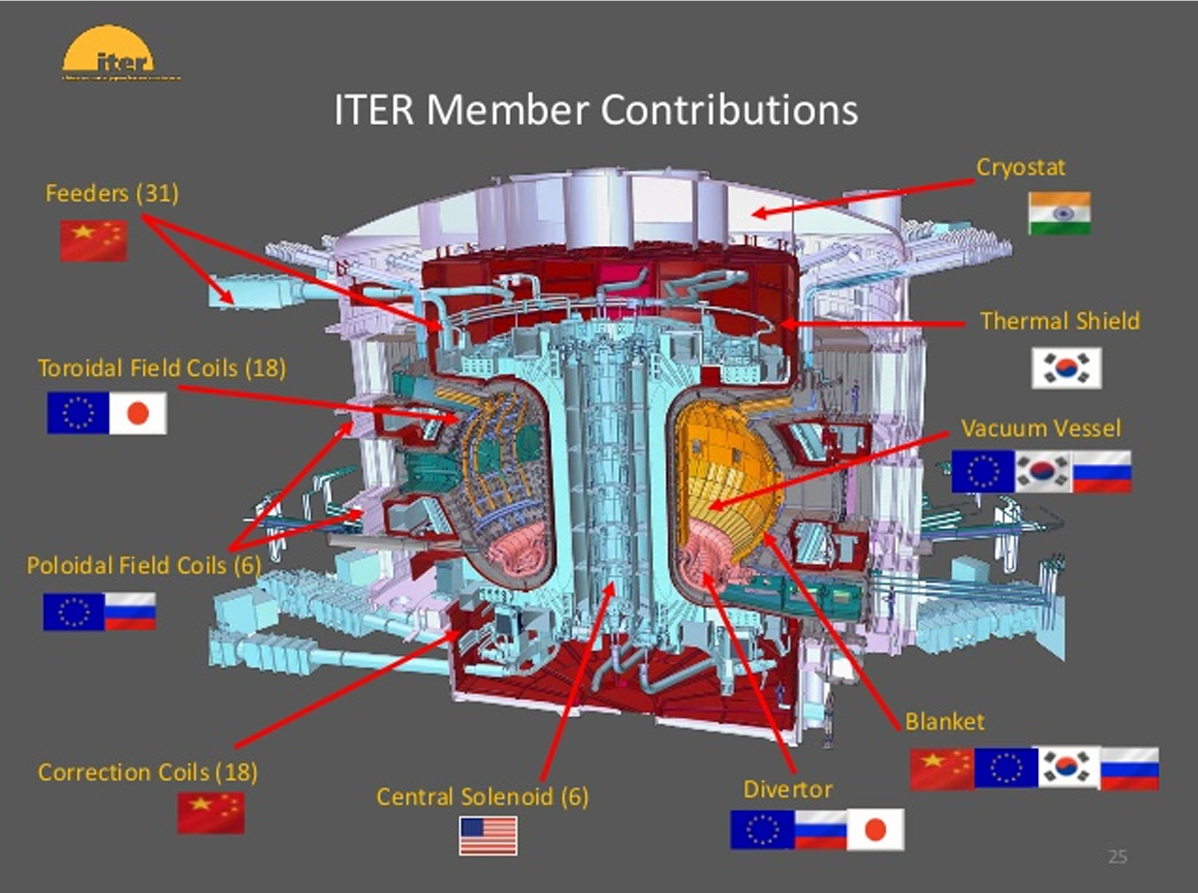 iter
ITER Member Contributions
Feeders (31)
Cryostat
Thermal Shield
Toroidal Field Coils (18)
Vacuum Vessel
Poloidal Field Coils (6)
Blanket
Correction Coils (18)
Central Solenoid (6)
Divertor
25